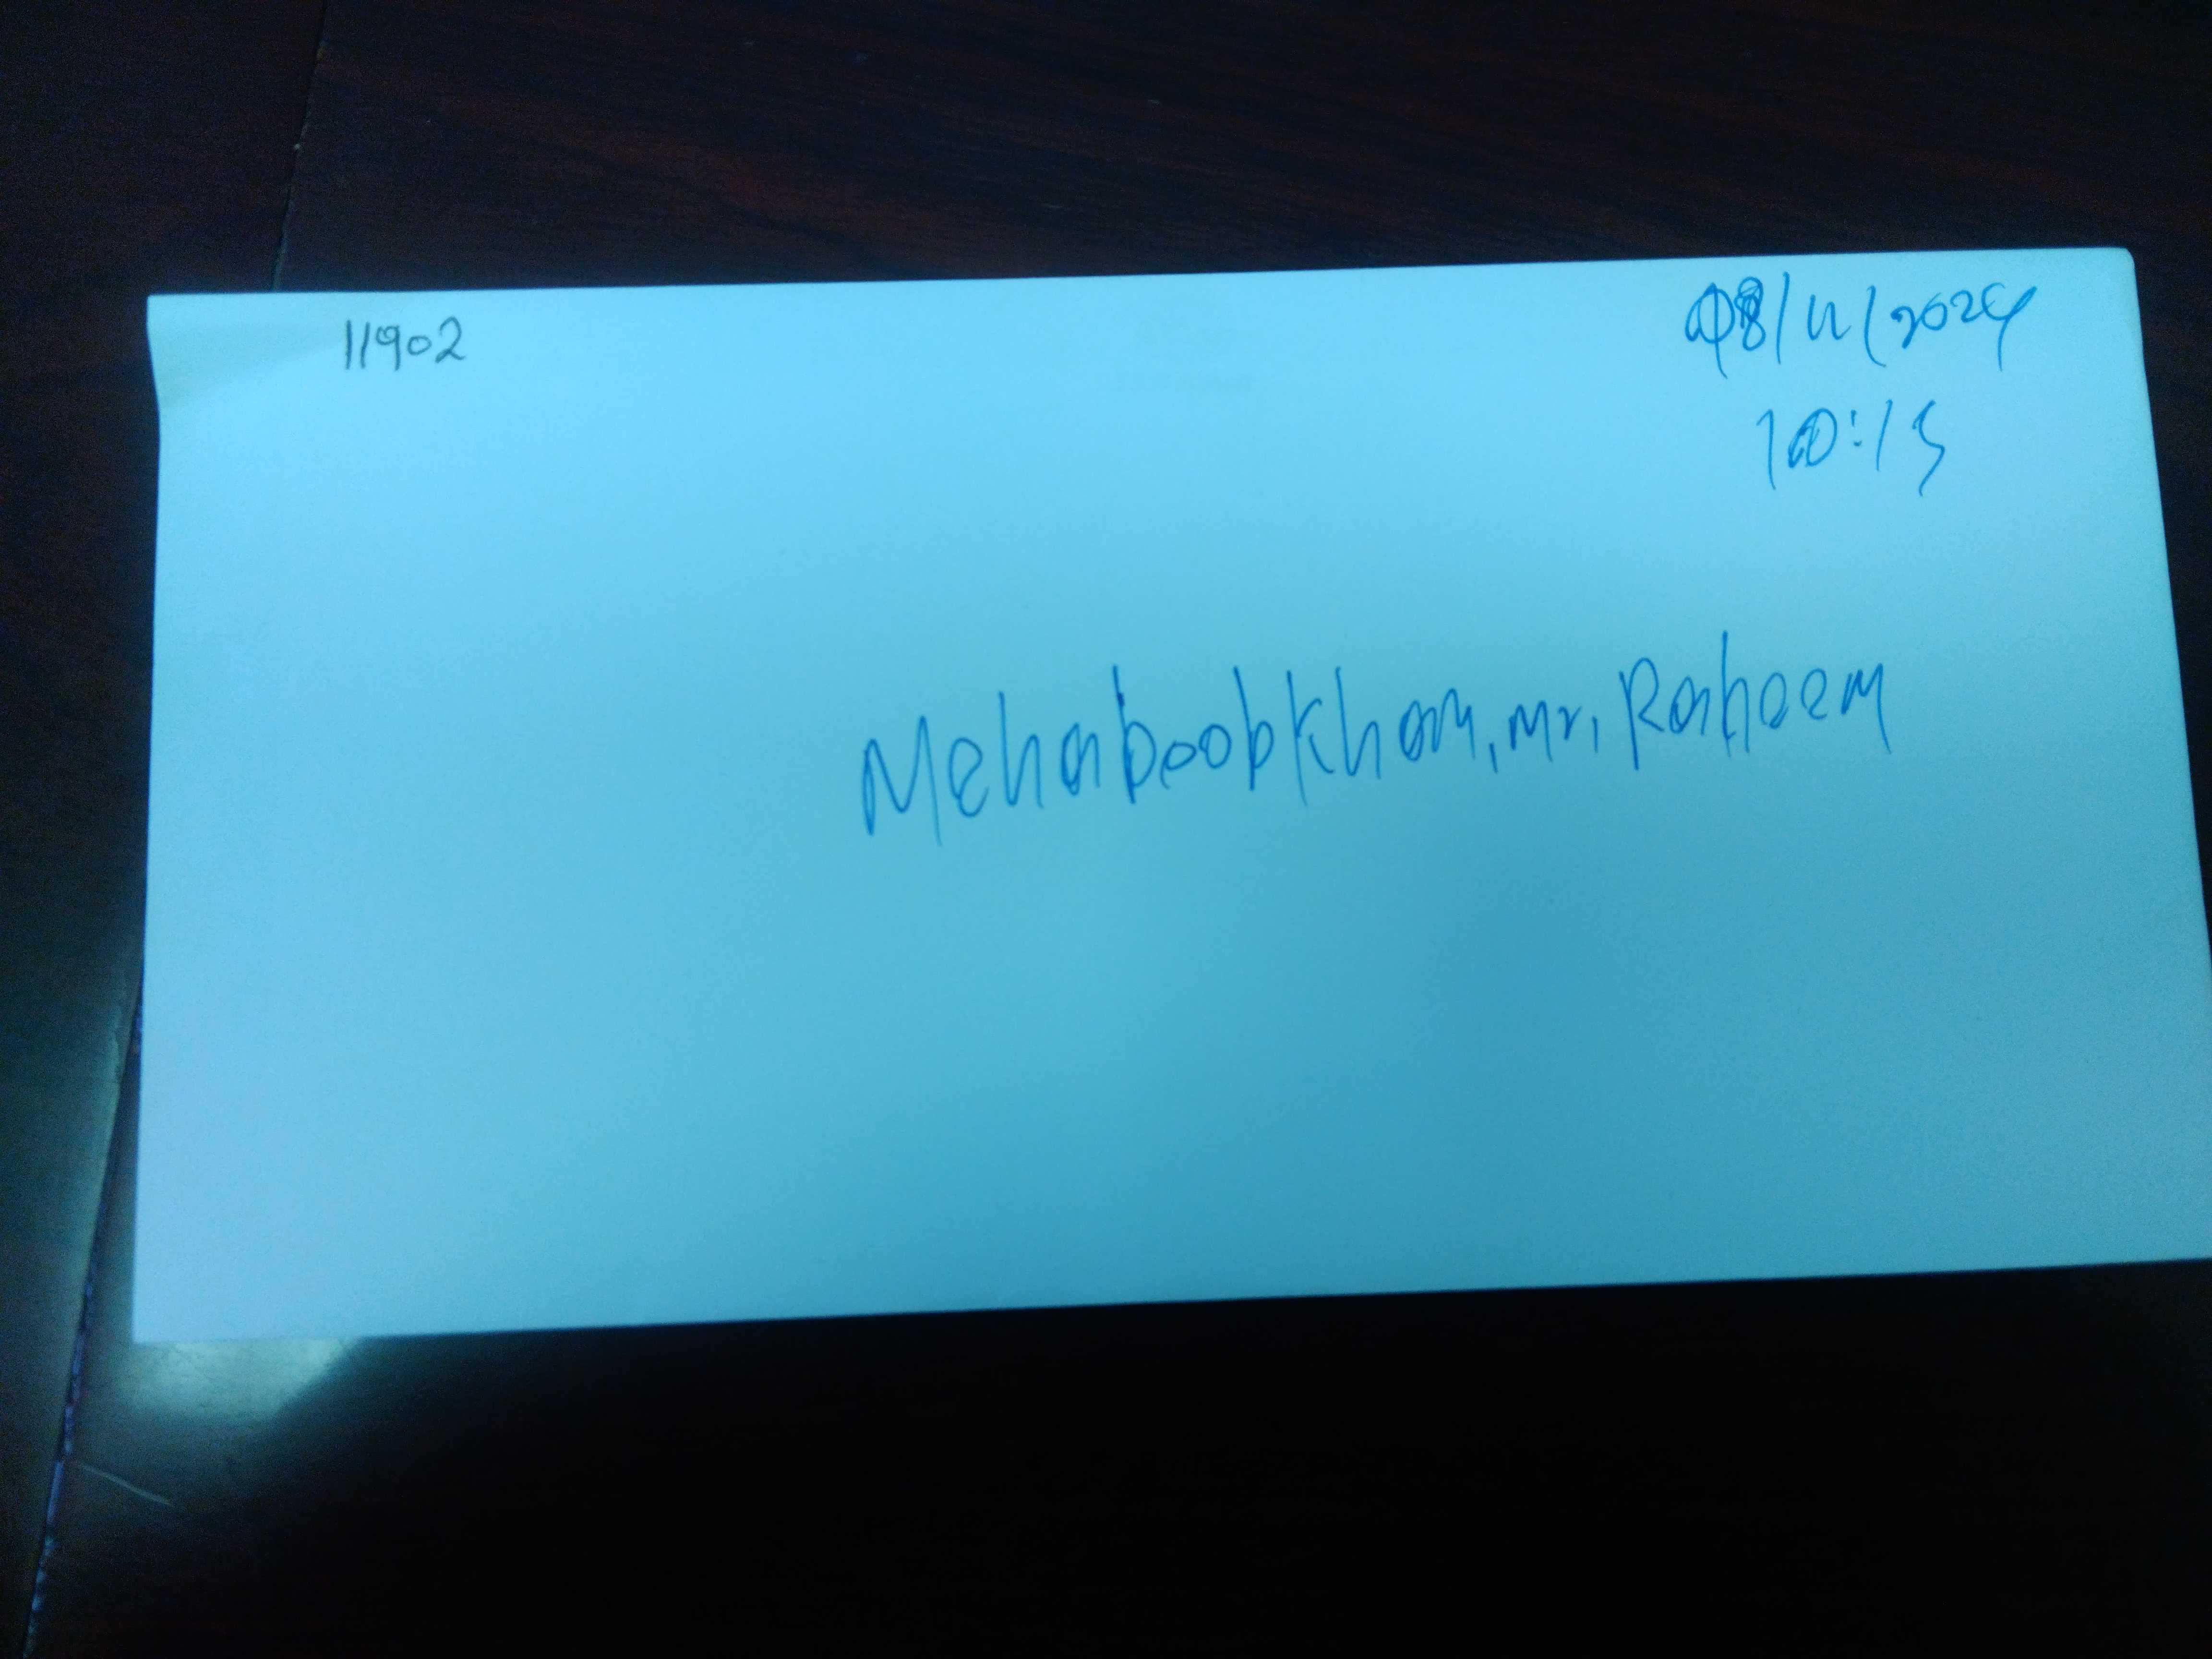 11902
08/11/2024
10:15
Mehaboobkhan, Mr, Raheem